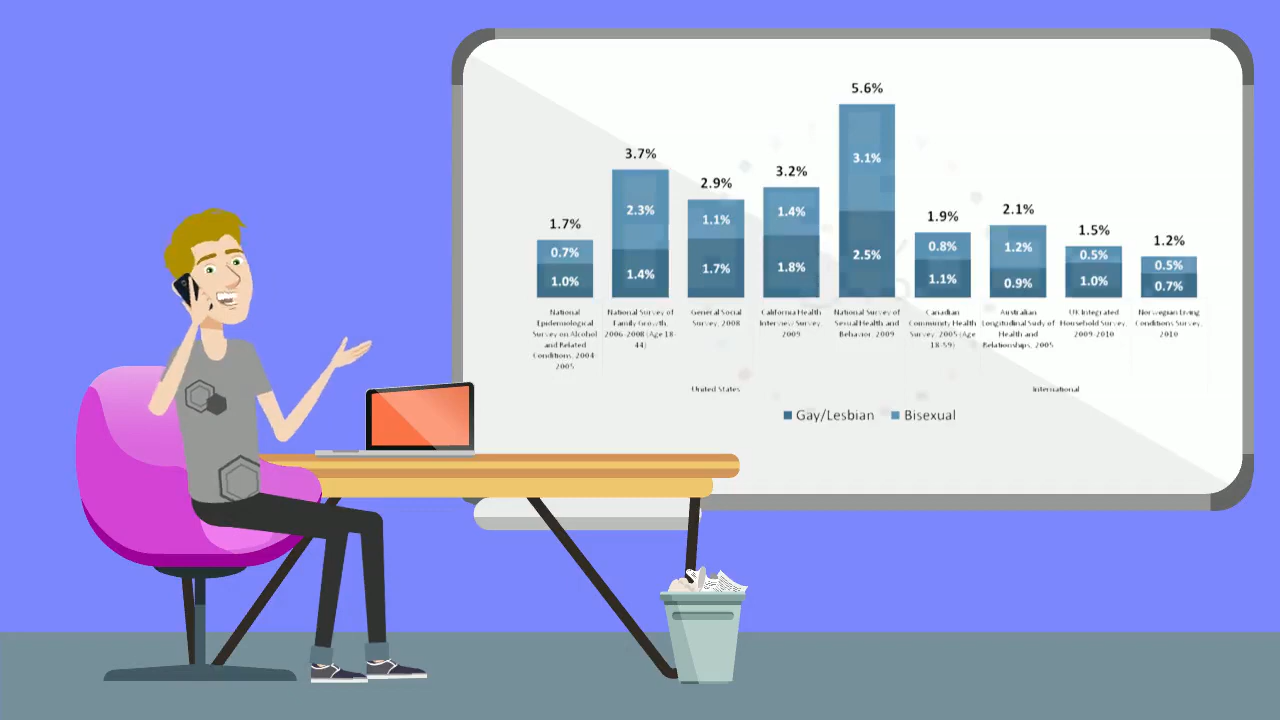 5.6%
3.1%
2.5%
3.7%
2.3%
1.4%
3.2%
1.4%
1.8%
2.9%
1.1%
1.7%
2.1%
1.2%
0.9%
1.9%
0.8%
1.1%
1.7%
0.7%
1.0%
1.5%
0.5%
1.0%
1.2%
0.5%
0.7%
National
Epidemiological
Survey on Alcohol
and Related
Conditions, 2004-
2005
National Survey of
Family Growth,
2006-2008 (Age 18-
44)
General Social
Survey, 2008
California Health
Interview Survey,
2009
National Survey of
Sexual Health and
Behavior, 2009
Canadian
Community Health
Survey, 2005 (Age
18-59)
Australian
Longitudinal Study of
Health and
Relationships, 2005
UK Integrated
Household Survey,
2009-2010
Norwegian Living
Conditions Survey,
2010
United States
International
Gay/Lesbian
Bisexual